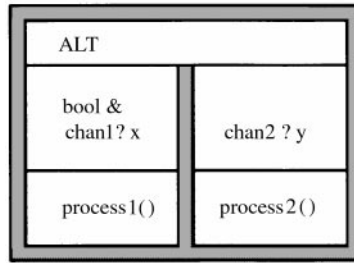 ALT
bool &
chan1? x
chan2 ? y
process1()
process2()